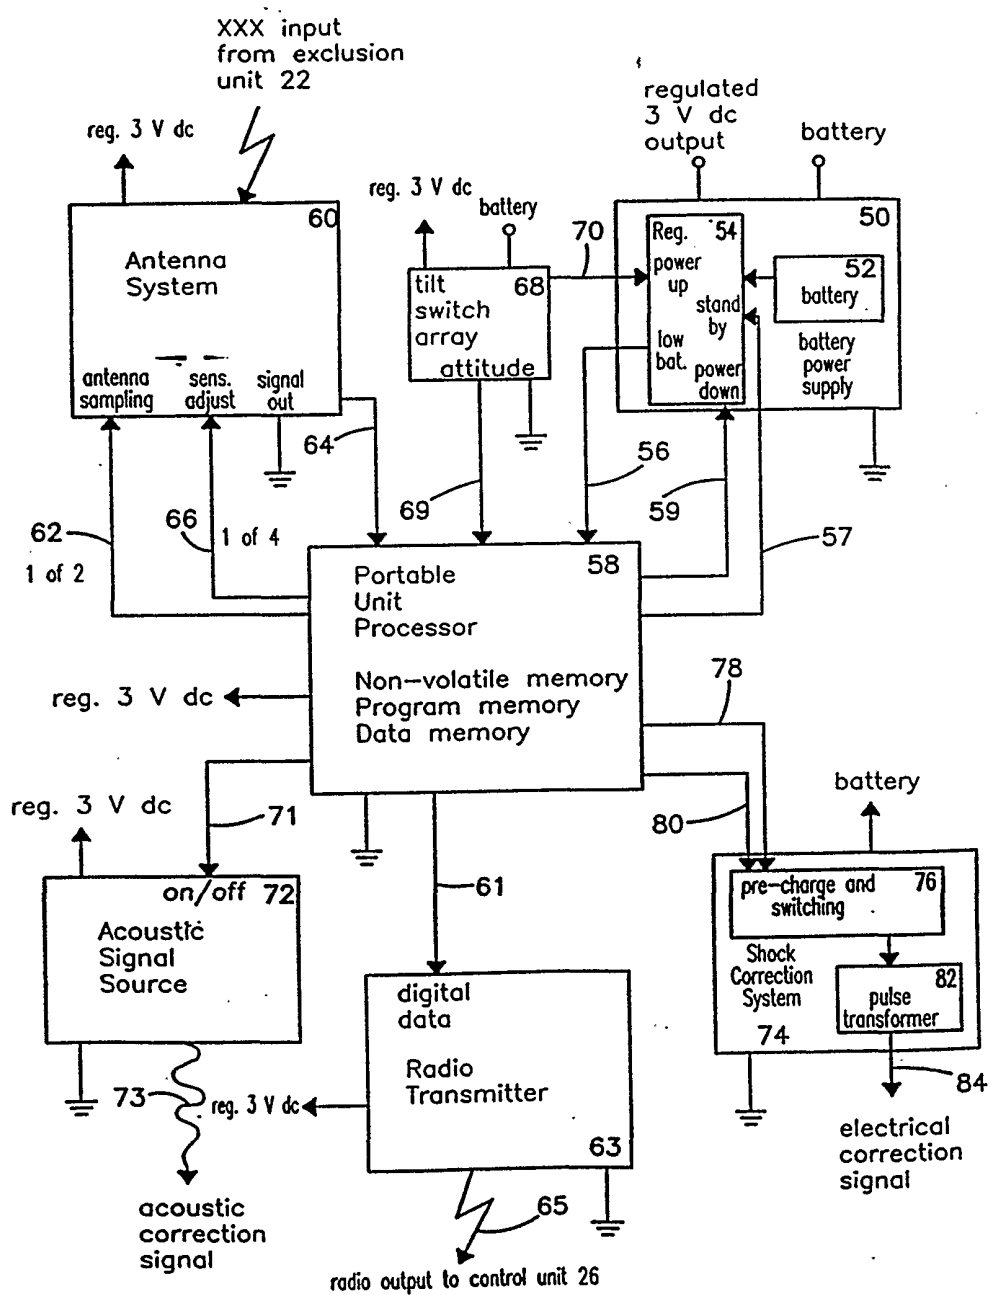 XXX input
from exclusion
unit 22
reg. 3 V dc
regulated
3 V dc
output
battery
reg. 3 V dc
battery
60
Antenna
System
antenna
sampling
sens.
adjust
signal
out
tilt
switch
array
68
attitude
70
50
Reg. 54
power
up
stand
by
low
bat.
power
down
52
battery
battery
power
supply
64
69
56
59
57
62
1 of 2
66
1 of 4
58
Portable
Unit
Processor
Non-volatile memory
Program memory
Data memory
reg. 3 V dc
78
80
battery
reg. 3 V dc
71
61
on/off 72
Acoustic
Signal
Source
73
acoustic
correction
signal
digital
data
Radio
Transmitter
63
reg. 3 V dc
65
radio output to control unit 26
pre-charge and
switching
76
Shock
Correction
System
74
82
pulse
transformer
84
electrical
correction
signal